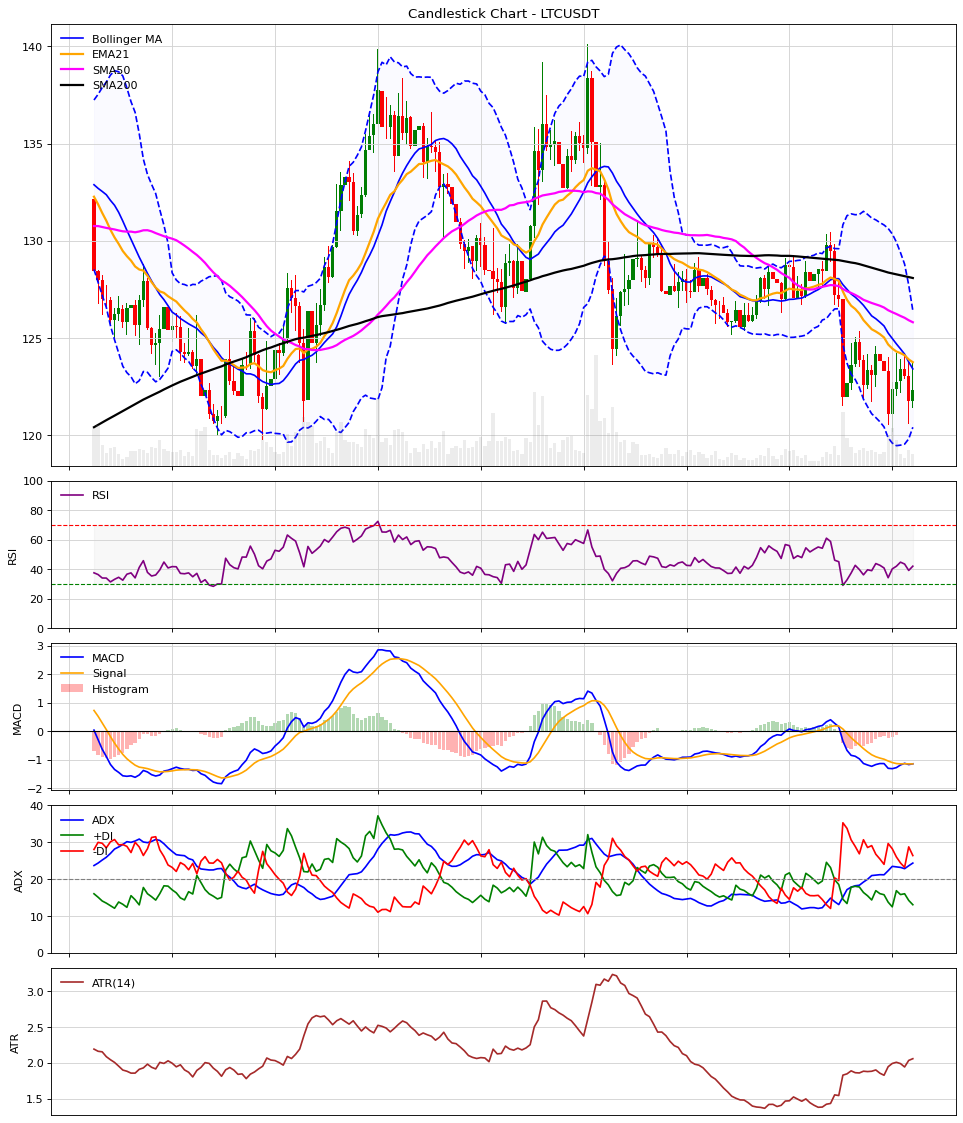 Candlestick Chart - LTCUSDT
Bollinger MA
EMA21
SMA50
SMA200
140
135
130
125
120
RSI
RSI
100
80
60
40
20
0
MACD
Signal
Histogram
MACD
3
2
1
0
−1
−2
ADX
+DI
-DI
ADX
40
30
20
10
0
ATR(14)
ATR
3.0
2.5
2.0
1.5